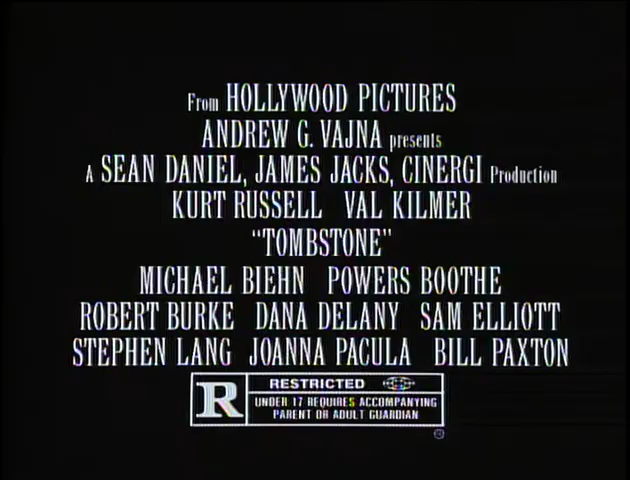 From HOLLYWOOD PICTURES
ANDREW G. VAJNA presents
A SEAN DANIEL, JAMES JACKS, CINERGI Production
KURT RUSSELL VAL KILMER
"TOMBSTONE"
MICHAEL BIEHN POWERS BOOTHE
ROBERT BURKE DANA DELANY SAM ELLIOTT
STEPHEN LANG JOANNA PACULA BILL PAXTON
R RESTRICTED
UNDER 17 REQUIRES ACCOMPANYING
PARENT OR ADULT GUARDIAN